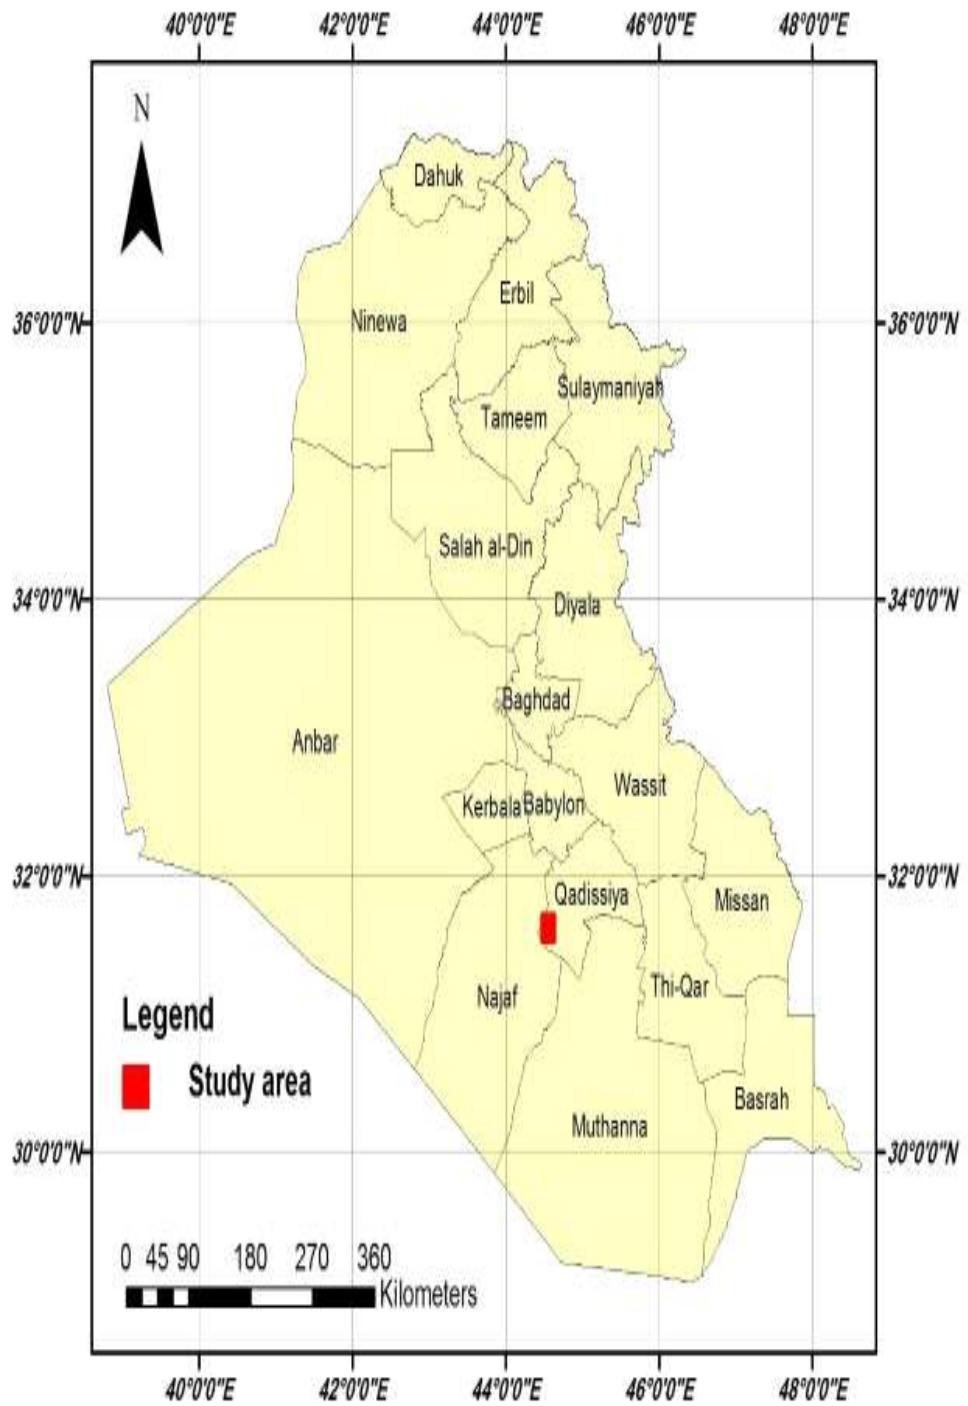 40°0'0"E 42°0'0"E 44°0'0"E 46°0'0"E 48°0'0"E
N
Dahuk
Erbil
36°0'0"N Ninewa 36°0'0"N
Sulaymaniyah
Tameem
Salah al-Din
34°0'0"N Diyala 34°0'0"N
Baghdad
Anbar
Wassit
Kerbala Babylon
32°0'0"N 32°0'0"N
Qadissiya Missan
Najaf Thi-Qar
Legend
Study area
Basrah
Muthanna
30°0'0"N 30°0'0"N
0 45 90 180 270 360
Kilometers
40°0'0"E 42°0'0"E 44°0'0"E 46°0'0"E 48°0'0"E